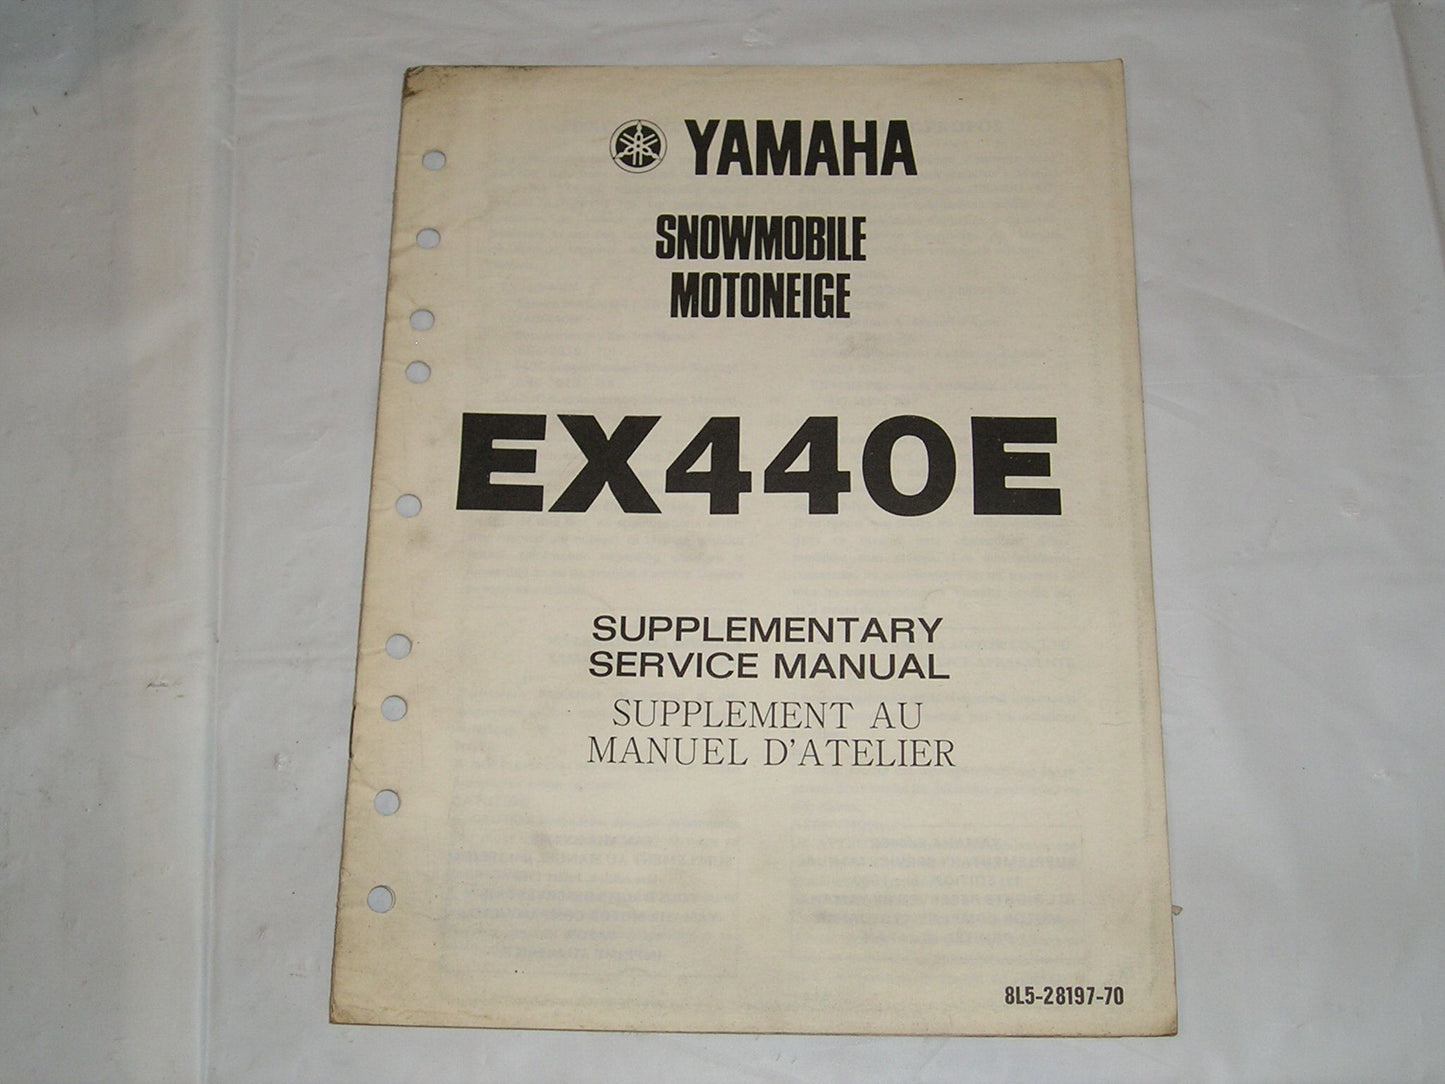 YAMAHA
SNOWMOBILE
MOTONEIGE
EX440E
SUPPLEMENTARY
SERVICE MANUAL
SUPPLEMENT AU
MANUEL D'ATELIER
8L5-28197-70